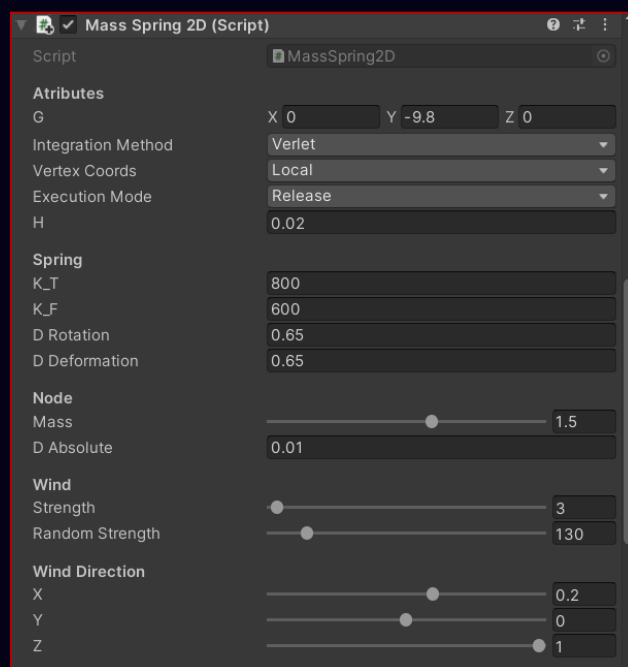 Mass Spring 2D (Script)
Script MassSpring2D
Atributes
G X 0 Y -9.8 Z 0
Integration Method Verlet
Vertex Coords Local
Execution Mode Release
H 0.02
Spring
K_T 800
K_F 600
D Rotation 0.65
D Deformation 0.65
Node
Mass 1.5
D Absolute 0.01
Wind
Strength 3
Random Strength 130
Wind Direction
X 0.2
Y 0
Z 1